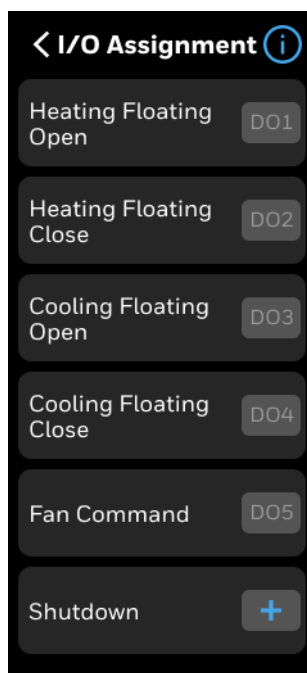 I/O Assignment
Heating Floating
Open
DO1
Heating Floating
Close
DO2
Cooling Floating
Open
DO3
Cooling Floating
Close
DO4
Fan Command
DO5
Shutdown
+